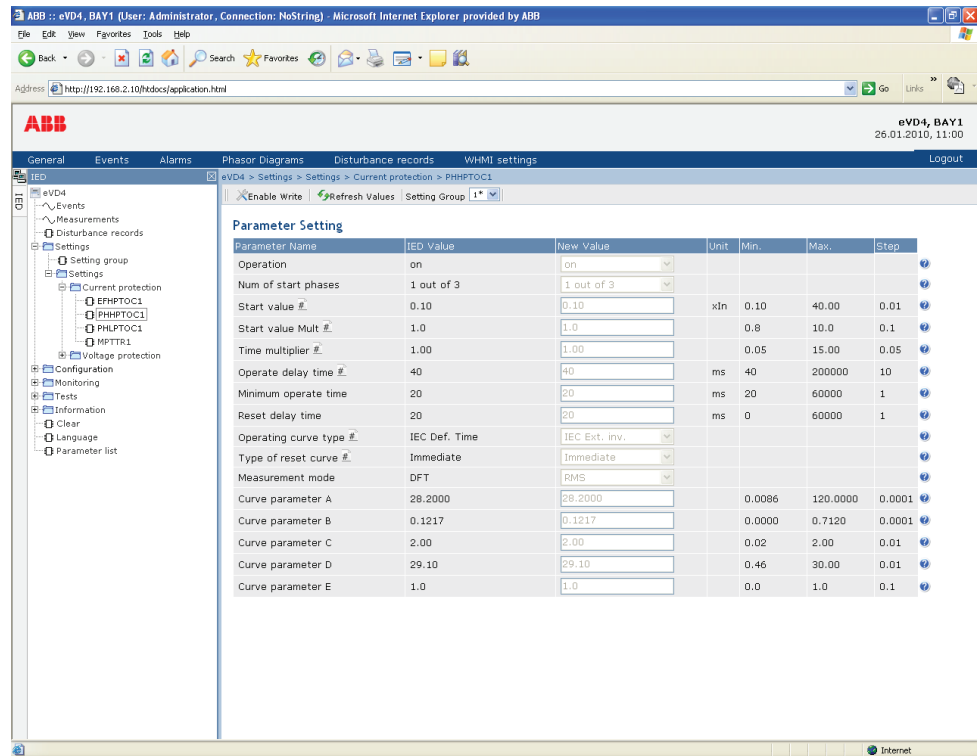 ABB :: eVD4, BAY1 (User: Administrator, Connection: NoString) - Microsoft Internet Explorer provided by ABB
File Edit View Favorites Tools Help
Back Search Favorites
Address http://192.168.2.10/htdocs/application.html Go Links »
ABB
eVD4, BAY1
26.01.2010, 11:00
General Events Alarms Phasor Diagrams Disturbance records WHMI settings Logout
IED
IED
eVD4
Events
Measurements
Disturbance records
Settings
Setting group
Settings
Current protection
EFHPTOC1
PHHPTOC1
PHLPTOC1
MPTTR1
Voltage protection
Configuration
Monitoring
Tests
Information
Clear
Language
Parameter list
eVD4 > Settings > Settings > Current protection > PHHPTOC1
Enable Write Refresh Values Setting Group 1*
Parameter Setting
Parameter Name IED Value New Value Unit Min. Max. Step
Operation on on
Num of start phases 1 out of 3 1 out of 3
Start value # 0.10 0.10 xIn 0.10 40.00 0.01
Start value Mult # 1.0 1.0 0.8 10.0 0.1
Time multiplier # 1.00 1.00 0.05 15.00 0.05
Operate delay time # 40 40 ms 40 200000 10
Minimum operate time 20 20 ms 20 60000 1
Reset delay time 20 20 ms 0 60000 1
Operating curve type # IEC Def. Time IEC Ext. inv.
Type of reset curve # Immediate Immediate
Measurement mode DFT RMS
Curve parameter A 28.2000 28.2000 0.0086 120.0000 0.0001
Curve parameter B 0.1217 0.1217 0.0000 0.7120 0.0001
Curve parameter C 2.00 2.00 0.02 2.00 0.01
Curve parameter D 29.10 29.10 0.46 30.00 0.01
Curve parameter E 1.0 1.0 0.0 1.0 0.1
Internet